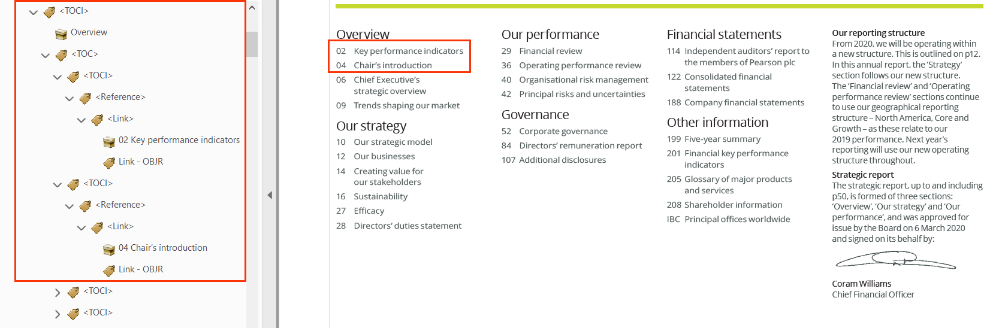 <TOCI>
Overview
<TOC>
<TOCI>
<Reference>
<Link>
02 Key performance indicators
Link - OBJR
<TOCI>
<Reference>
<Link>
04 Chair’s introduction
Link - OBJR
<TOCI>
<TOCI>
Overview
02 Key performance indicators
04 Chair’s introduction
06 Chief Executive’s
strategic overview
09 Trends shaping our market
Our strategy
10 Our strategic model
12 Our businesses
14 Creating value for
our stakeholders
16 Sustainability
27 Efficacy
28 Directors’ duties statement
Our performance
29 Financial review
36 Operating performance review
40 Organisational risk management
42 Principal risks and uncertainties
Governance
52 Corporate governance
84 Directors’ remuneration report
107 Additional disclosures
Financial statements
114 Independent auditors’ report to
the members of Pearson plc
122 Consolidated financial
statements
188 Company financial statements
Other information
199 Five-year summary
201 Financial key performance
indicators
205 Glossary of major products
and services
208 Shareholder information
IBC Principal offices worldwide
Our reporting structure
From 2020, we will be operating within
a new structure. This is outlined on p12.
In this annual report, the ‘Strategy’
section follows our new structure.
The ‘Financial review’ and ‘Operating
performance review’ sections continue
to use our geographical reporting
structure – North America, Core and
Growth – as these relate to our
2019 performance. Next year’s
reporting will use our new operating
structure throughout.
Strategic report
The strategic report, up to and including
p50, is formed of three sections:
‘Overview’, ‘Our strategy’ and ‘Our
performance’, and was approved for
issue by the Board on 6 March 2020
and signed on its behalf by:
Coram Williams
Chief Financial Officer